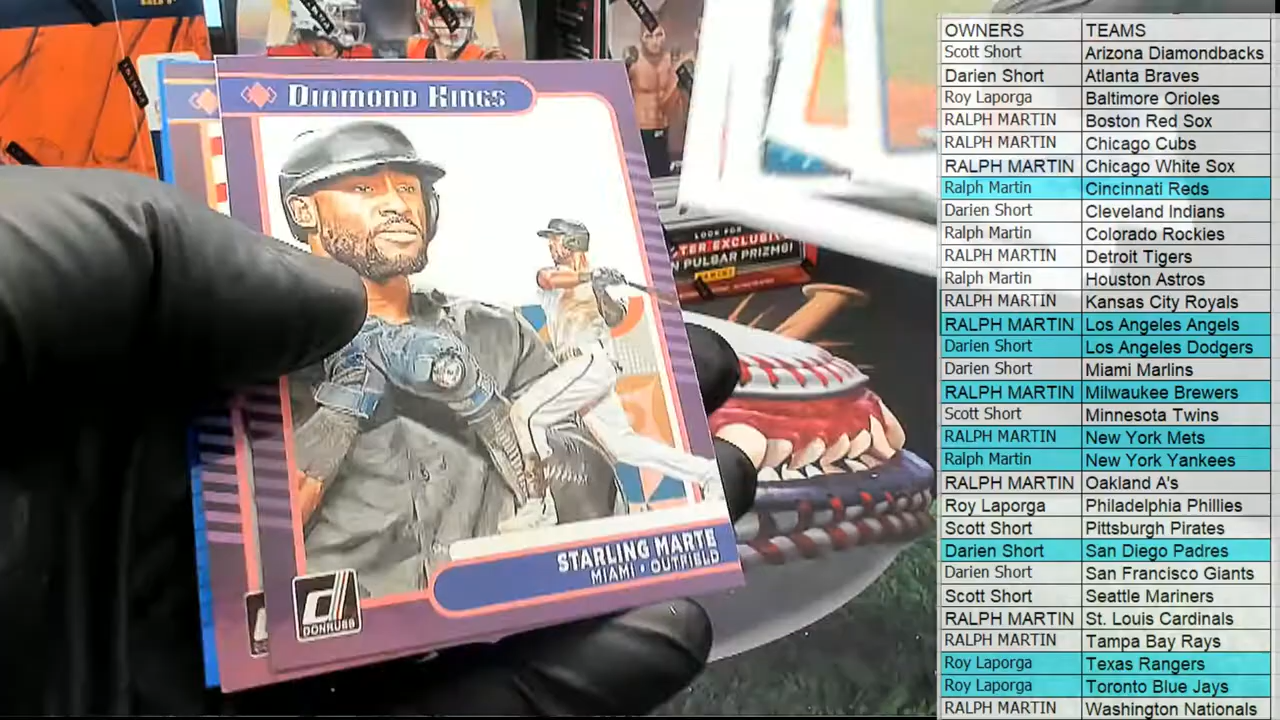 DIAMOND KINGS
LOOK FOR
TER EXCLUSIV
N PULSAR PRIZMS!
PANINI
STARLING MARTE
MIAMI • OUTFIELD
d
DONRUSS
OWNERS TEAMS
Scott Short Arizona Diamondbacks
Darien Short Atlanta Braves
Roy Laporga Baltimore Orioles
RALPH MARTIN Boston Red Sox
RALPH MARTIN Chicago Cubs
RALPH MARTIN Chicago White Sox
Ralph Martin Cincinnati Reds
Darien Short Cleveland Indians
Ralph Martin Colorado Rockies
RALPH MARTIN Detroit Tigers
Ralph Martin Houston Astros
RALPH MARTIN Kansas City Royals
RALPH MARTIN Los Angeles Angels
Darien Short Los Angeles Dodgers
Darien Short Miami Marlins
RALPH MARTIN Milwaukee Brewers
Scott Short Minnesota Twins
RALPH MARTIN New York Mets
Ralph Martin New York Yankees
RALPH MARTIN Oakland A's
Roy Laporga Philadelphia Phillies
Scott Short Pittsburgh Pirates
Darien Short San Diego Padres
Darien Short San Francisco Giants
Scott Short Seattle Mariners
RALPH MARTIN St. Louis Cardinals
RALPH MARTIN Tampa Bay Rays
Roy Laporga Texas Rangers
Roy Laporga Toronto Blue Jays
RALPH MARTIN Washington Nationals